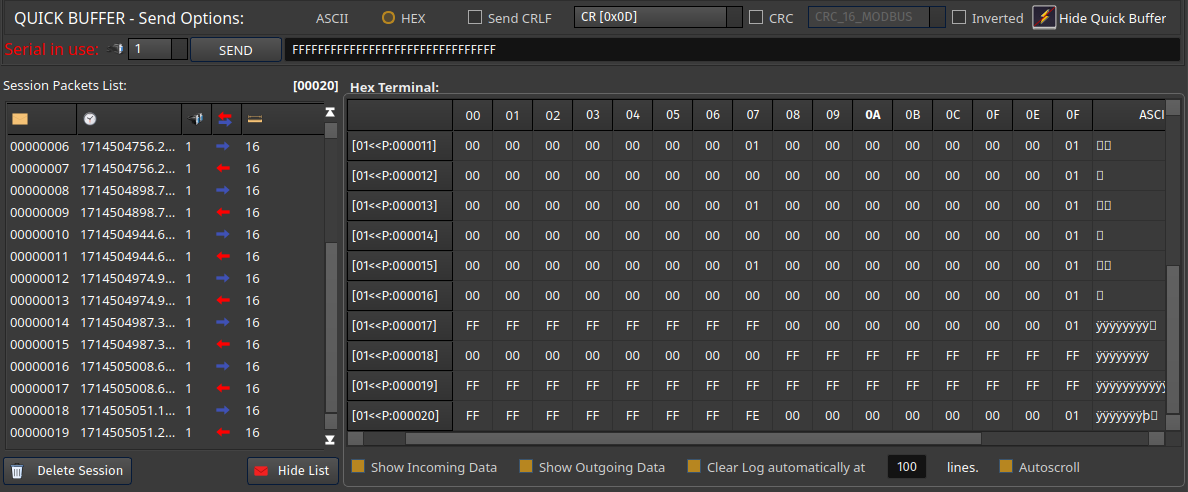 QUICK BUFFER - Send Options: ASCII HEX Send CRLF CR [0x0D] CRC CRC_16_MODBUS Inverted Hide Quick Buffer
Serial in use: 1 SEND FFFFFFFFFFFFFFFFFFFFFFFFFFFFFFFF
Session Packets List: [00020]
00000006 1714504756.2... 1 16
00000007 1714504756.2... 1 16
00000008 1714504898.7... 1 16
00000009 1714504898.7... 1 16
00000010 1714504944.6... 1 16
00000011 1714504944.6... 1 16
00000012 1714504974.9... 1 16
00000013 1714504974.9... 1 16
00000014 1714504987.3... 1 16
00000015 1714504987.3... 1 16
00000016 1714505008.6... 1 16
00000017 1714505008.6... 1 16
00000018 1714505051.1... 1 16
00000019 1714505051.2... 1 16
Delete Session Hide List
Hex Terminal:
00 01 02 03 04 05 06 07 08 09 0A 0B 0C 0F 0E 0F ASCI
[01<<P:000011] 00 00 00 00 00 00 00 01 00 00 00 00 00 00 00 01 ▯▯
[01<<P:000012] 00 00 00 00 00 00 00 00 00 00 00 00 00 00 00 01 ▯
[01<<P:000013] 00 00 00 00 00 00 00 01 00 00 00 00 00 00 00 01 ▯▯
[01<<P:000014] 00 00 00 00 00 00 00 00 00 00 00 00 00 00 00 01 ▯
[01<<P:000015] 00 00 00 00 00 00 00 01 00 00 00 00 00 00 00 01 ▯▯
[01<<P:000016] 00 00 00 00 00 00 00 00 00 00 00 00 00 00 00 01 ▯
[01<<P:000017] FF FF FF FF FF FF FF FF 00 00 00 00 00 00 00 01 ÿÿÿÿÿÿÿÿ▯
[01<<P:000018] 00 00 00 00 00 00 00 00 FF FF FF FF FF FF FF FF ÿÿÿÿÿÿÿÿ
[01<<P:000019] FF FF FF FF FF FF FF FF FF FF FF FF FF FF FF FF ÿÿÿÿÿÿÿÿÿÿÿ
[01<<P:000020] FF FF FF FF FF FF FF FE 00 00 00 00 00 00 00 01 ÿÿÿÿÿÿÿþ▯
Show Incoming Data Show Outgoing Data Clear Log automatically at 100 lines. Autoscroll